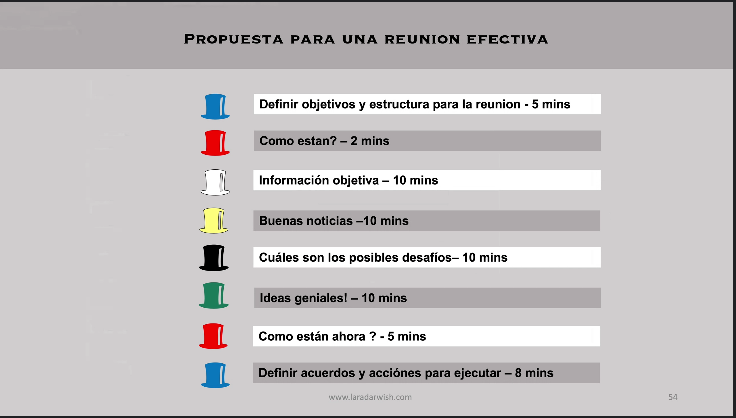 PROPUESTA PARA UNA REUNION EFECTIVA
Definir objetivos y estructura para la reunion - 5 mins
Como estan? – 2 mins
Información objetiva – 10 mins
Buenas noticias –10 mins
Cuáles son los posibles desafíos– 10 mins
Ideas geniales! – 10 mins
Como están ahora ? - 5 mins
Definir acuerdos y acciónes para ejecutar – 8 mins
www.laradarwish.com
54